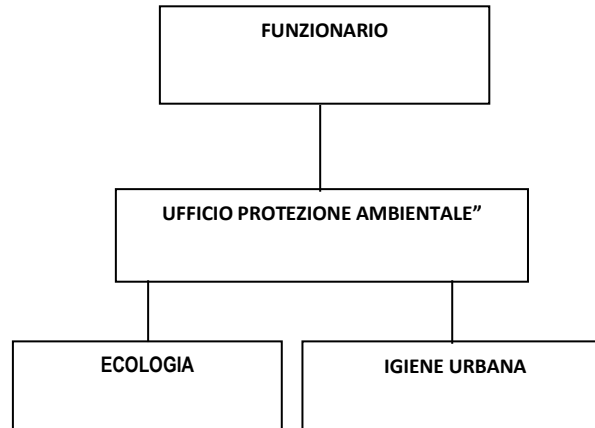 FUNZIONARIO
UFFICIO PROTEZIONE AMBIENTALE”
ECOLOGIA
IGIENE URBANA